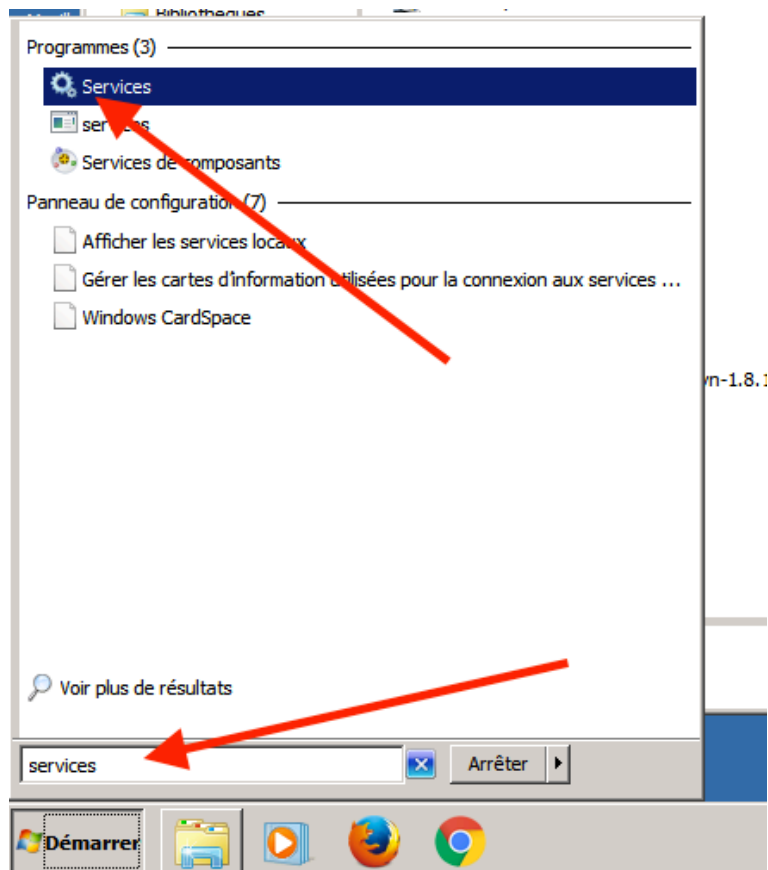 Bibliothèques
Programmes (3)
Services
services
Services de composants
Panneau de configuration (7)
Afficher les services locaux
Gérer les cartes d'information utilisées pour la connexion aux services ...
Windows CardSpace
vn-1.8.1
Voir plus de résultats
services
Arrêter
Démarrer